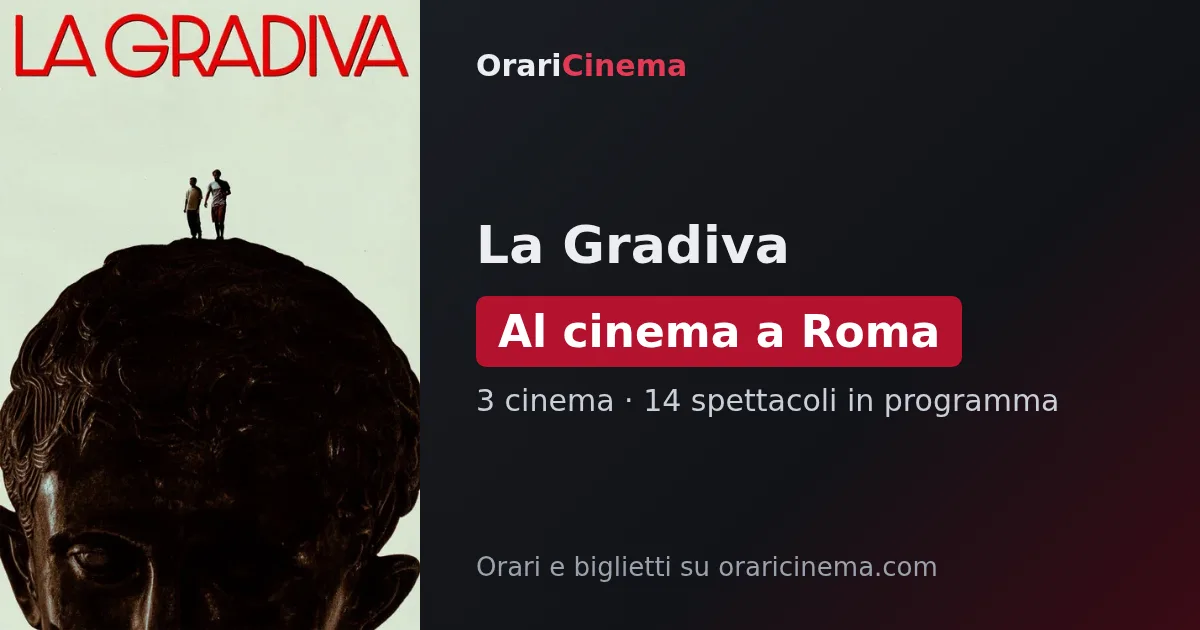 LA GRADIVA
OrariCinema
La Gradiva
Al cinema a Roma
3 cinema · 14 spettacoli in programma
Orari e biglietti su oraricinema.com